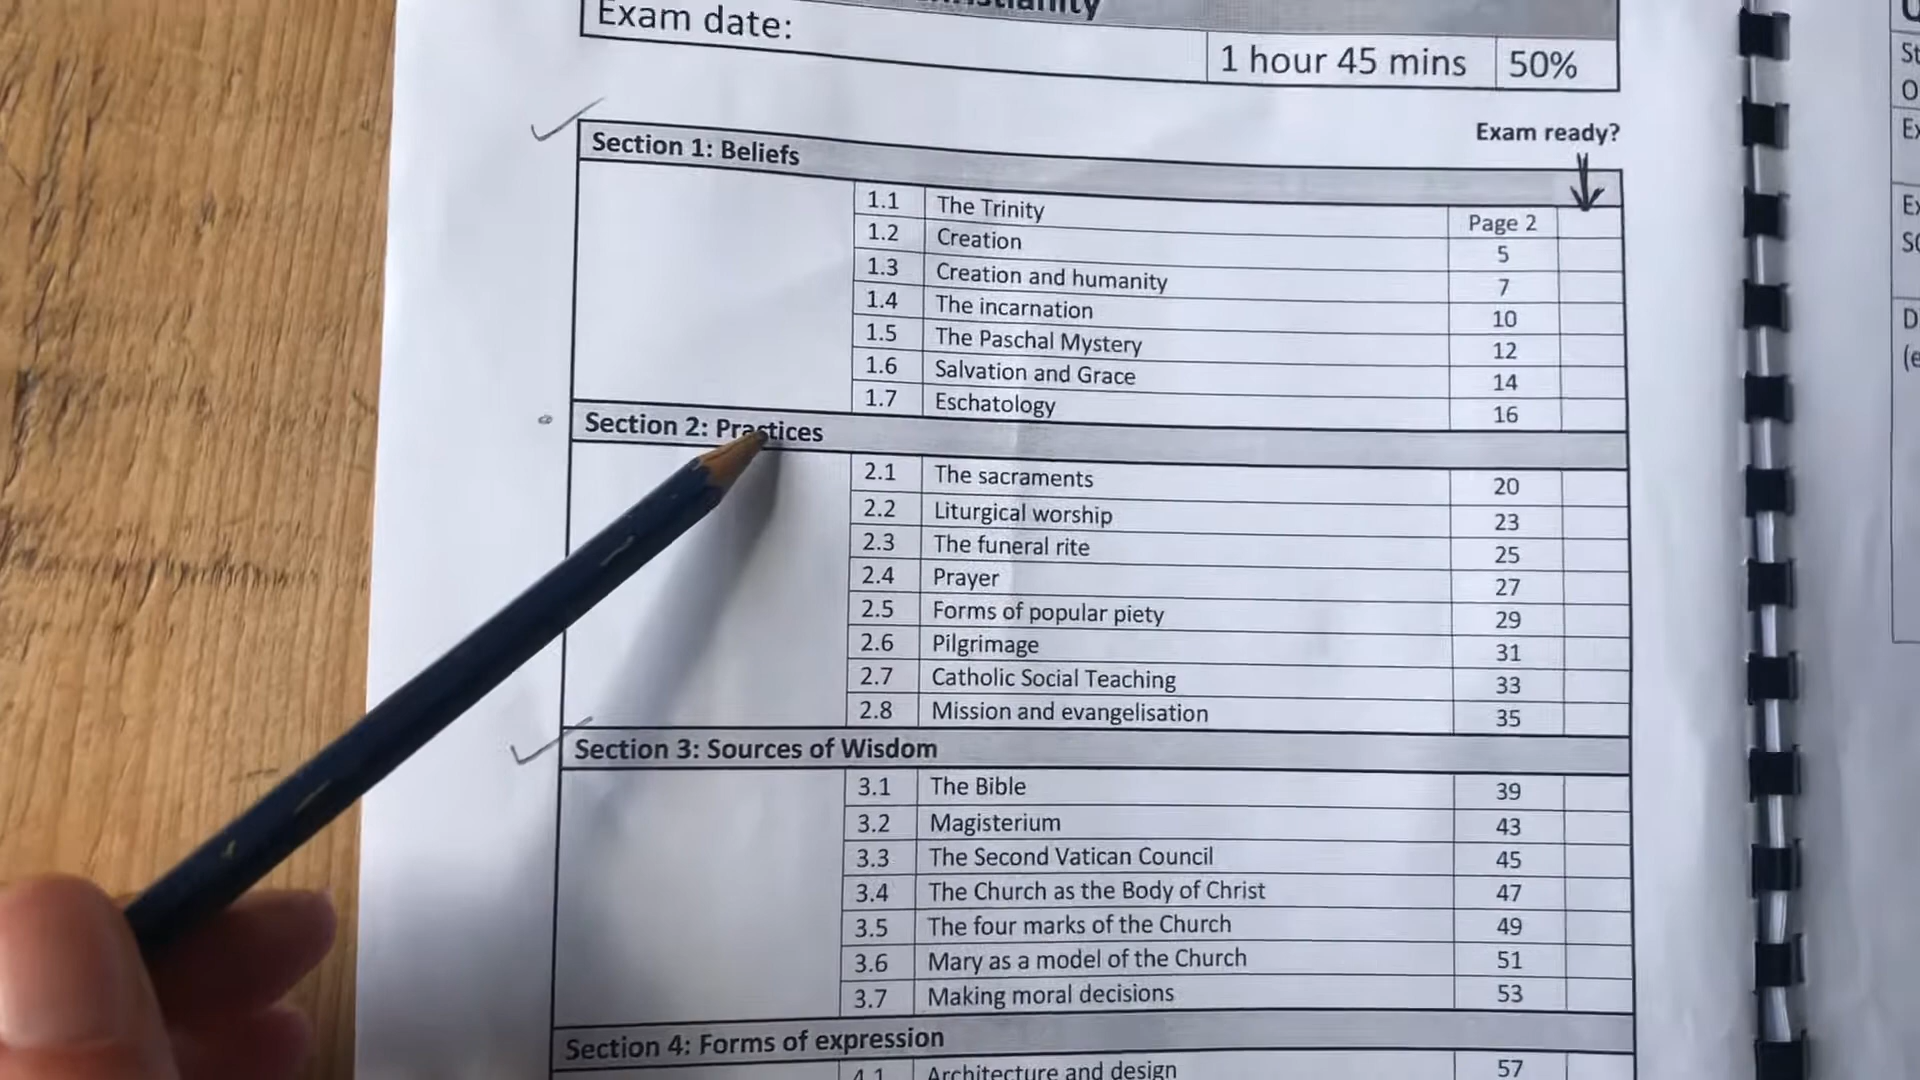 Exam date:
1 hour 45 mins 50%
Exam ready?
Section 1: Beliefs
1.1 The Trinity Page 2
1.2 Creation 5
1.3 Creation and humanity 7
1.4 The incarnation 10
1.5 The Paschal Mystery 12
1.6 Salvation and Grace 14
1.7 Eschatology 16
Section 2: Practices
2.1 The sacraments 20
2.2 Liturgical worship 23
2.3 The funeral rite 25
2.4 Prayer 27
2.5 Forms of popular piety 29
2.6 Pilgrimage 31
2.7 Catholic Social Teaching 33
2.8 Mission and evangelisation 35
Section 3: Sources of Wisdom
3.1 The Bible 39
3.2 Magisterium 43
3.3 The Second Vatican Council 45
3.4 The Church as the Body of Christ 47
3.5 The four marks of the Church 49
3.6 Mary as a model of the Church 51
3.7 Making moral decisions 53
Section 4: Forms of expression
4.1 Architecture and design 57